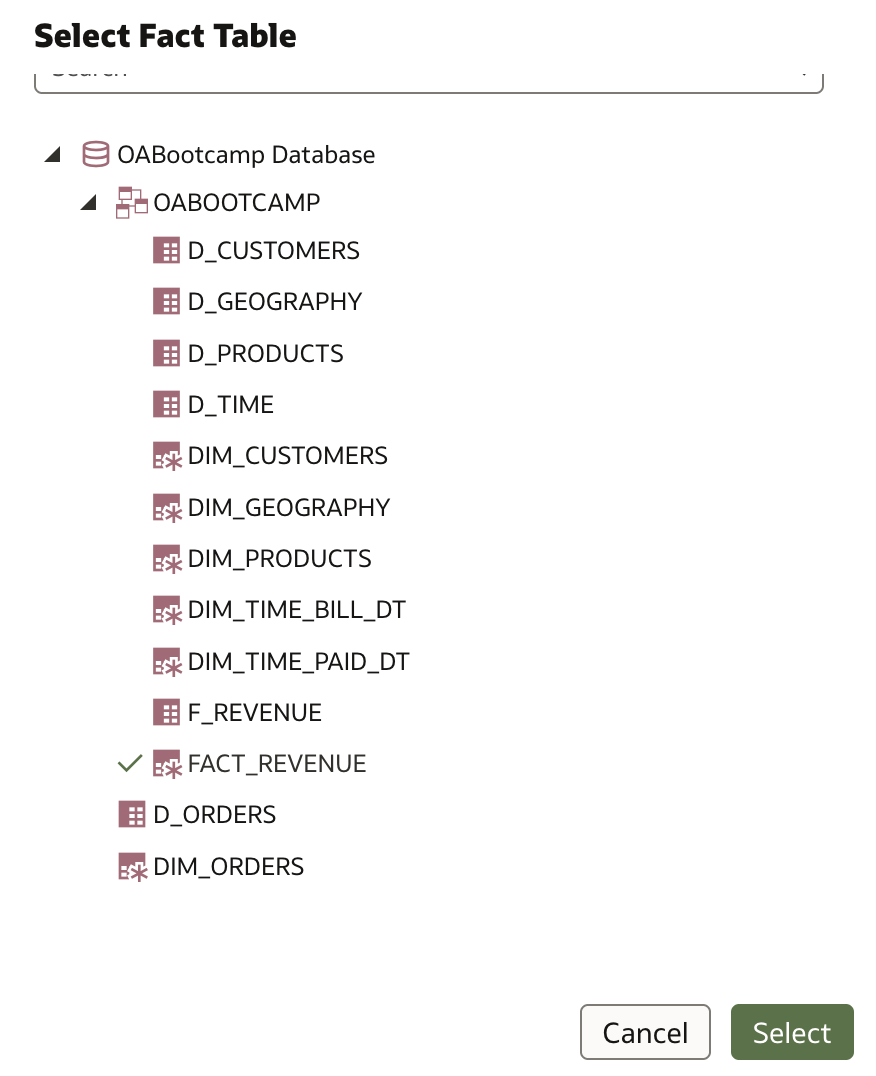 Select Fact Table
OABootcamp Database
OABOOTCAMP
D_CUSTOMERS
D_GEOGRAPHY
D_PRODUCTS
D_TIME
DIM_CUSTOMERS
DIM_GEOGRAPHY
DIM_PRODUCTS
DIM_TIME_BILL_DT
DIM_TIME_PAID_DT
F_REVENUE
FACT_REVENUE
D_ORDERS
DIM_ORDERS
Cancel Select